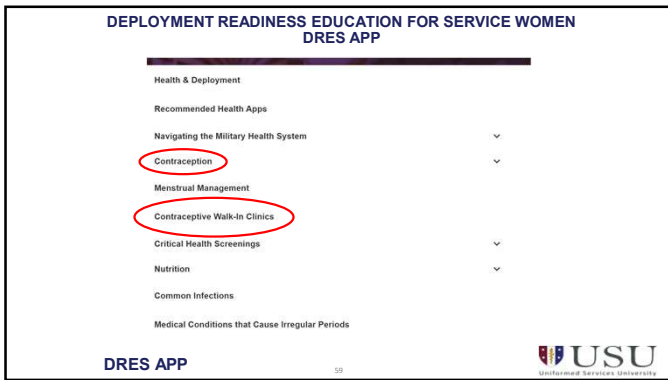 DEPLOYMENT READINESS EDUCATION FOR SERVICE WOMEN
DRES APP
Health & Deployment
Recommended Health Apps
Navigating the Military Health System
Contraception
Menstrual Management
Contraceptive Walk-In Clinics
Critical Health Screenings
Nutrition
Common Infections
Medical Conditions that Cause Irregular Periods
DRES APP
59
USU
Uniformed Services University